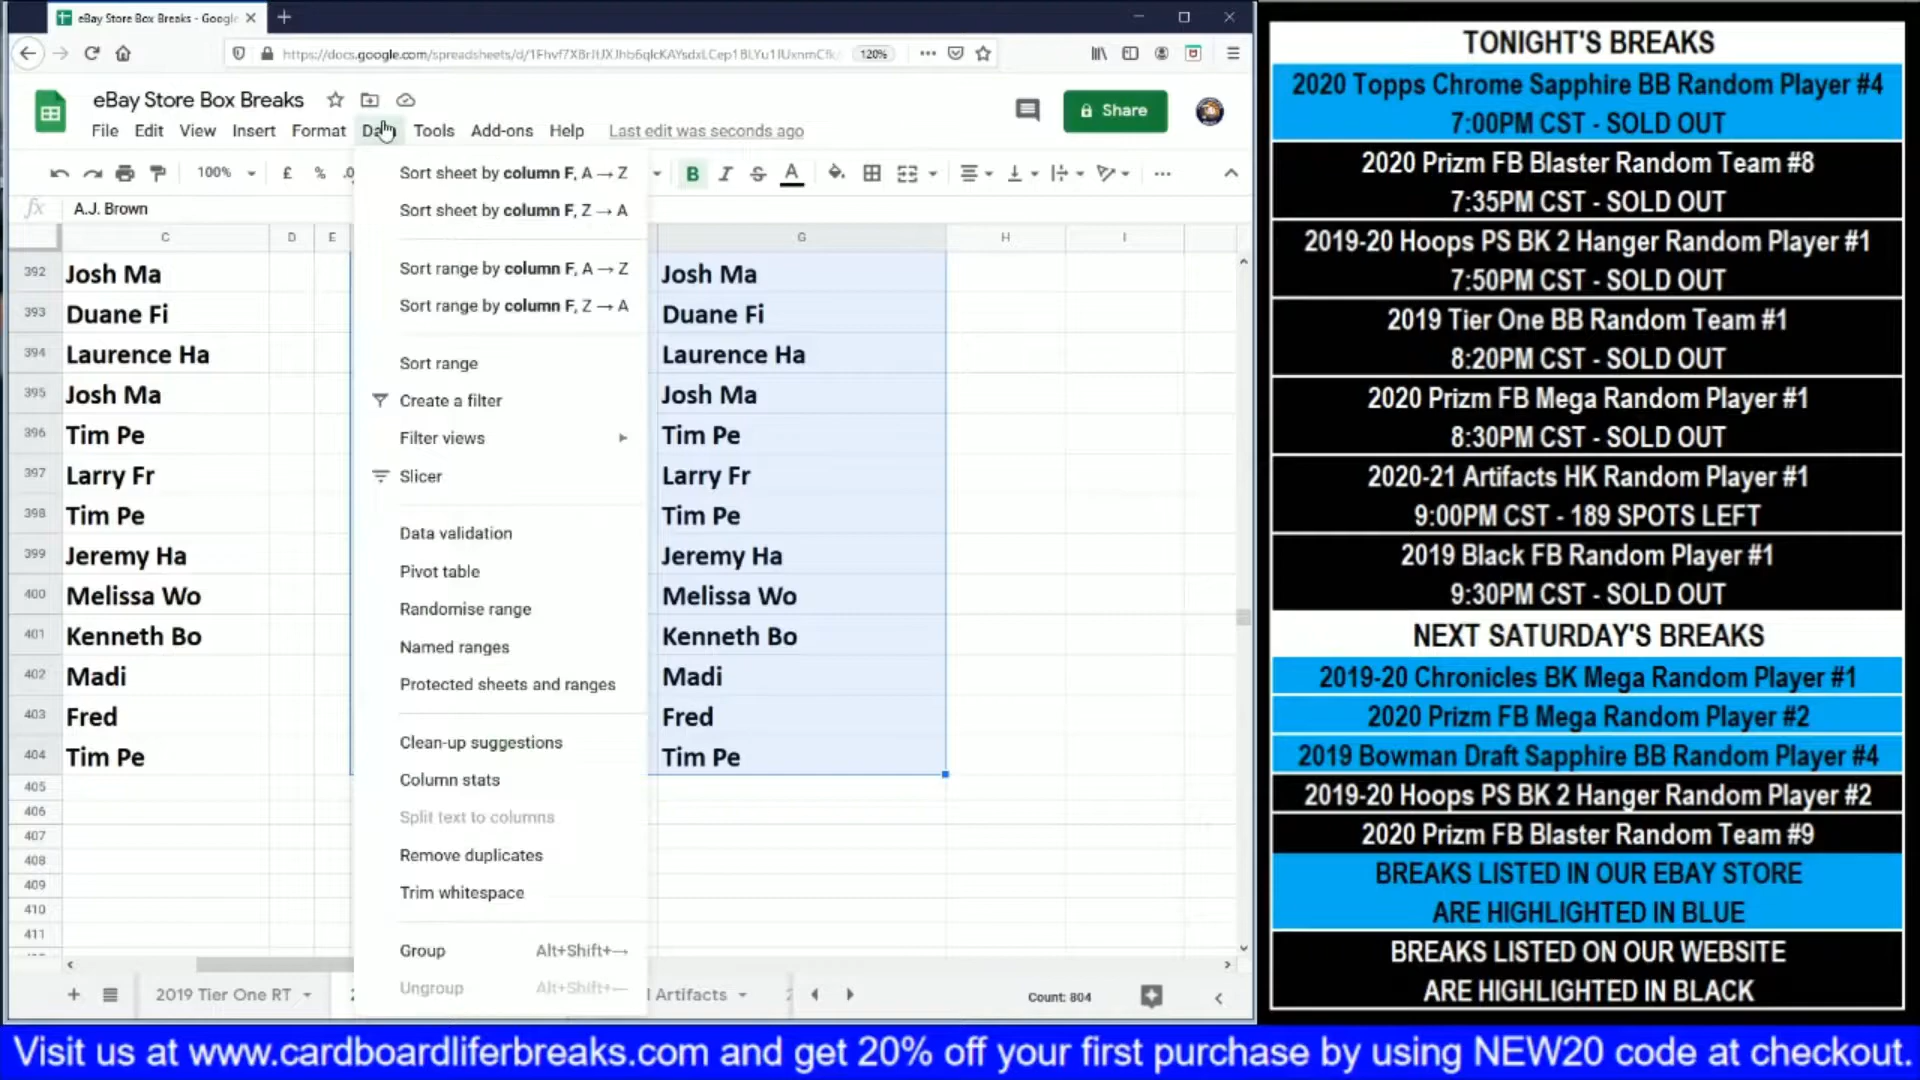 eBay Store Box Breaks - Google
120%
eBay Store Box Breaks
Share
File Edit View Insert Format Tools Add-ons Help Last edit was seconds ago
100% £ % .0 B I S A
fx A.J. Brown
C D E G H I
392 Josh Ma Josh Ma
393 Duane Fi Duane Fi
394 Laurence Ha Laurence Ha
395 Josh Ma Josh Ma
396 Tim Pe Tim Pe
397 Larry Fr Larry Fr
398 Tim Pe Tim Pe
399 Jeremy Ha Jeremy Ha
400 Melissa Wo Melissa Wo
401 Kenneth Bo Kenneth Bo
402 Madi Madi
403 Fred Fred
404 Tim Pe Tim Pe
405
406
407
408
409
410
411
Sort sheet by column F, A → Z
Sort sheet by column F, Z → A
Sort range by column F, A → Z
Sort range by column F, Z → A
Sort range
Create a filter
Filter views
Slicer
Data validation
Pivot table
Randomise range
Named ranges
Protected sheets and ranges
Clean-up suggestions
Column stats
Split text to columns
Remove duplicates
Trim whitespace
Group Alt+Shift+→
Ungroup Alt+Shift+←
2019 Tier One RT Artifacts Count: 804
TONIGHT'S BREAKS
2020 Topps Chrome Sapphire BB Random Player #4
7:00PM CST - SOLD OUT
2020 Prizm FB Blaster Random Team #8
7:35PM CST - SOLD OUT
2019-20 Hoops PS BK 2 Hanger Random Player #1
7:50PM CST - SOLD OUT
2019 Tier One BB Random Team #1
8:20PM CST - SOLD OUT
2020 Prizm FB Mega Random Player #1
8:30PM CST - SOLD OUT
2020-21 Artifacts HK Random Player #1
9:00PM CST - 189 SPOTS LEFT
2019 Black FB Random Player #1
9:30PM CST - SOLD OUT
NEXT SATURDAY'S BREAKS
2019-20 Chronicles BK Mega Random Player #1
2020 Prizm FB Mega Random Player #2
2019 Bowman Draft Sapphire BB Random Player #4
2019-20 Hoops PS BK 2 Hanger Random Player #2
2020 Prizm FB Blaster Random Team #9
BREAKS LISTED IN OUR EBAY STORE
ARE HIGHLIGHTED IN BLUE
BREAKS LISTED ON OUR WEBSITE
ARE HIGHLIGHTED IN BLACK
Visit us at www.cardboardliferbreaks.com and get 20% off your first purchase by using NEW20 code at checkout.